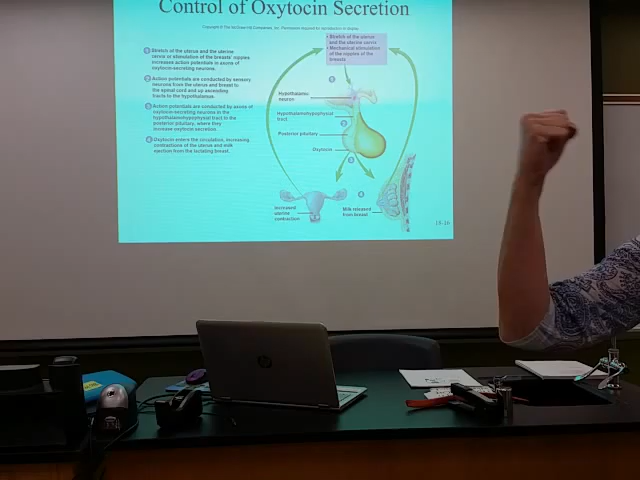 Control of Oxytocin Secretion
Copyright © The McGraw-Hill Companies, Inc. Permission required for reproduction or display.
• Stretch of the uterus
and the uterine cervix
• Mechanical stimulation
of the nipples of the
breasts
1 Stretch of the uterus and the uterine
cervix or stimulation of the breasts' nipples
increases action potentials in axons of
oxytocin-secreting neurons.
2 Action potentials are conducted by sensory
neurons from the uterus and breast to
the spinal cord and up ascending
tracts to the hypothalamus.
3 Action potentials are conducted by axons of
oxytocin-secreting neurons in the
hypothalamohypophysial tract to the
posterior pituitary, where they
increase oxytocin secretion.
4 Oxytocin enters the circulation, increasing
contractions of the uterus and milk
ejection from the lactating breast.
1
Hypothalamic
neuron
Hypothalamohypophysial
tract
2
Posterior pituitary
Oxytocin
3
4
Increased
uterine
contraction
Milk released
from breast
hp